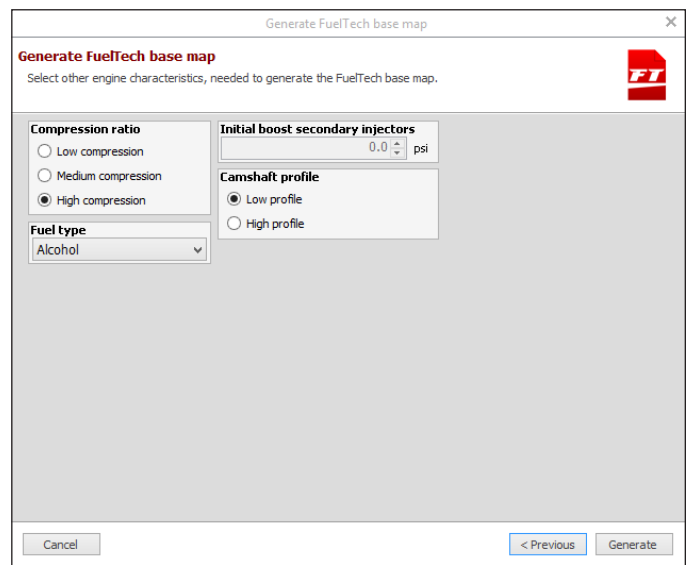 Generate FuelTech base map
Generate FuelTech base map
Select other engine characteristics, needed to generate the FuelTech base map.
FT
Compression ratio
Low compression
Medium compression
High compression
Fuel type
Alcohol
Initial boost secondary injectors
0.0 psi
Camshaft profile
Low profile
High profile
Cancel
< Previous
Generate